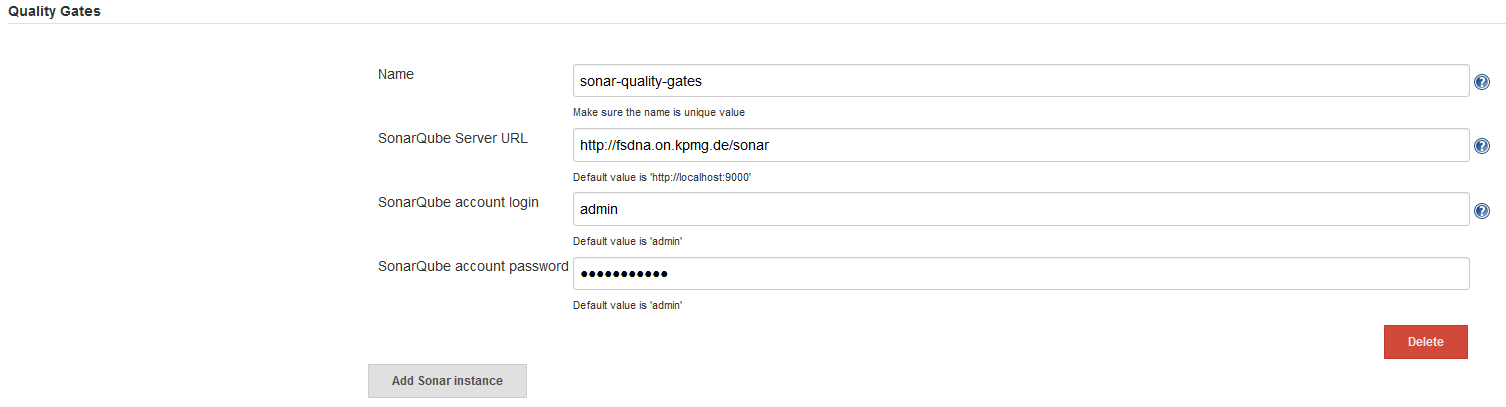 Quality Gates
Name
sonar-quality-gates
Make sure the name is unique value
SonarQube Server URL
http://fsdna.on.kpmg.de/sonar
Default value is 'http://localhost:9000'
SonarQube account login
admin
Default value is 'admin'
SonarQube account password
●●●●●●●●●●●
Default value is 'admin'
Delete
Add Sonar instance